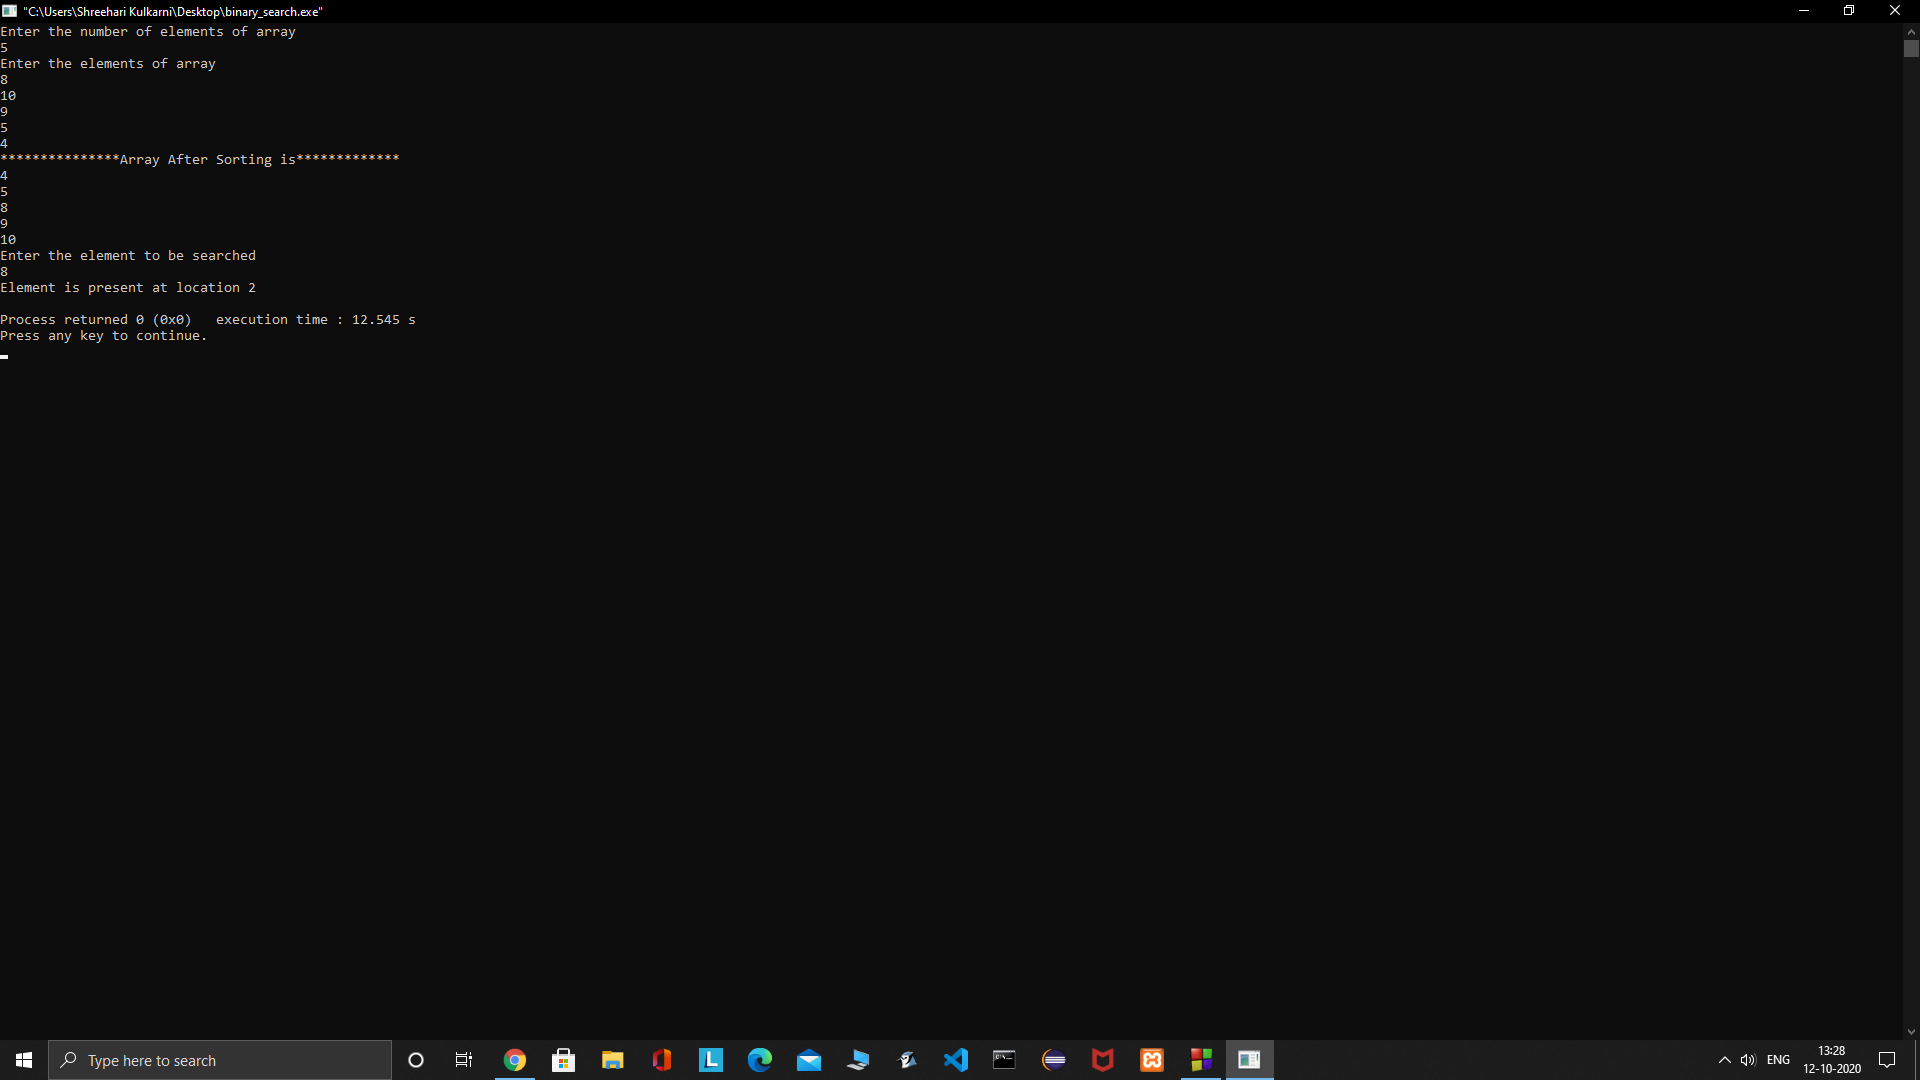 "C:\Users\Shreehari Kulkarni\Desktop\binary_search.exe"
Enter the number of elements of array
5
Enter the elements of array
8
10
9
5
4
***************Array After Sorting is*************
4
5
8
9
10
Enter the element to be searched
8
Element is present at location 2
Process returned 0 (0x0)   execution time : 12.545 s
Press any key to continue.
Type here to search
L
ENG
13:28
12-10-2020